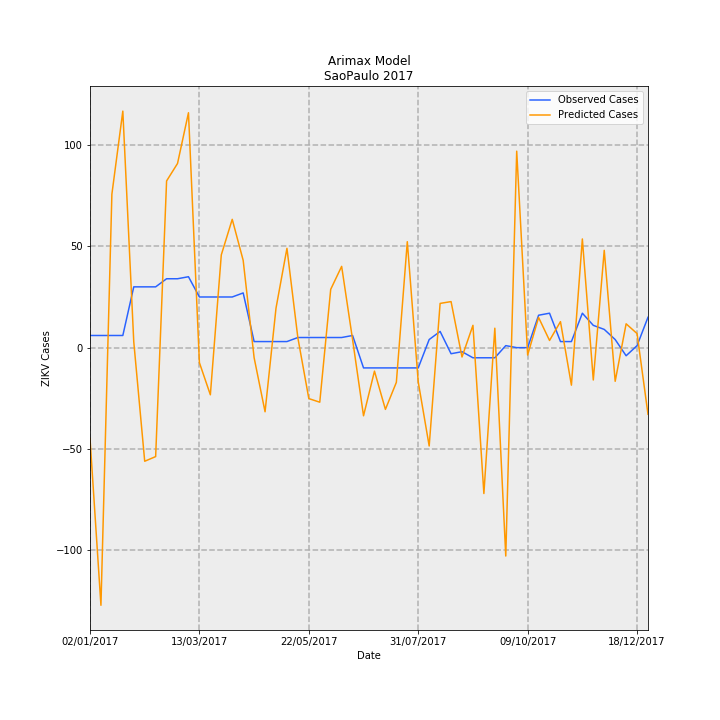 Arimax Model
SaoPaulo 2017
Observed Cases
Predicted Cases
100
50
0
−50
−100
ZIKV Cases
02/01/2017 13/03/2017 22/05/2017 31/07/2017 09/10/2017 18/12/2017
Date